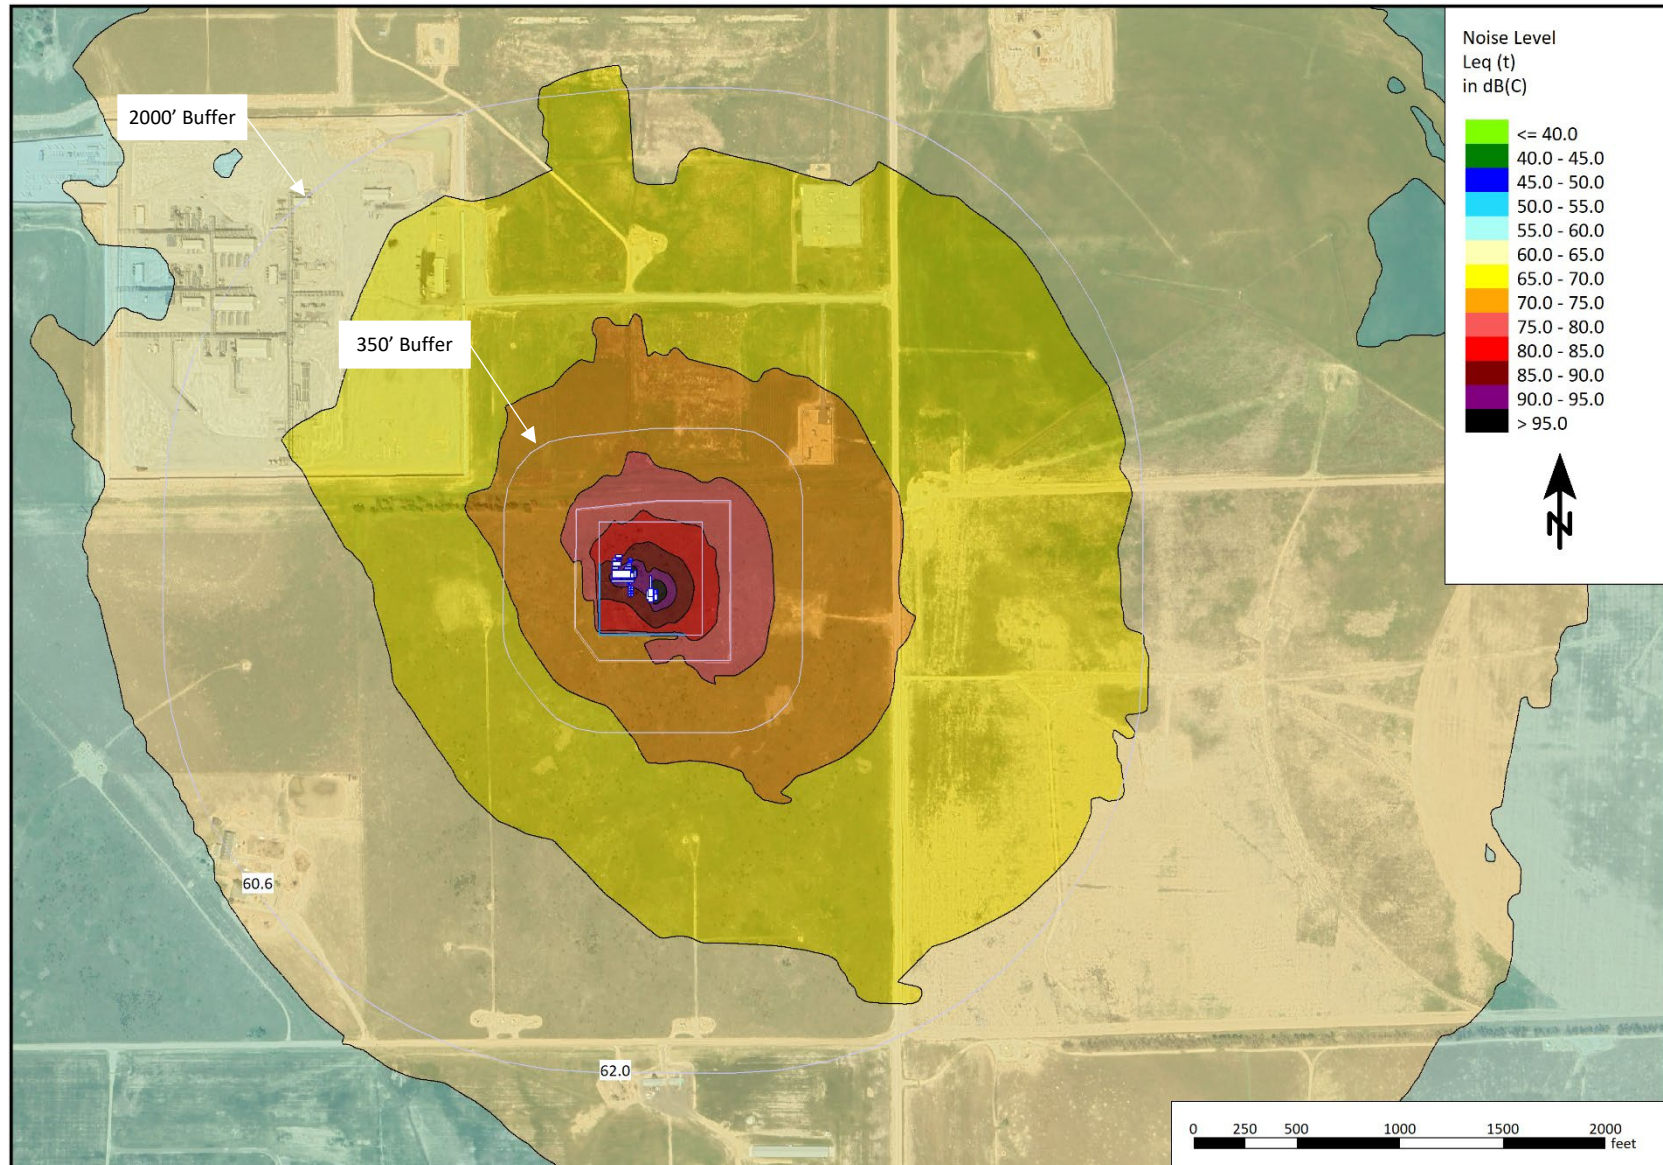 2000’ Buffer
350’ Buffer
60.6
62.0
Noise Level
Leq (t)
in dB(C)
<= 40.0
40.0 - 45.0
45.0 - 50.0
50.0 - 55.0
55.0 - 60.0
60.0 - 65.0
65.0 - 70.0
70.0 - 75.0
75.0 - 80.0
80.0 - 85.0
85.0 - 90.0
90.0 - 95.0
> 95.0
N
0 250 500 1000 1500 2000
feet